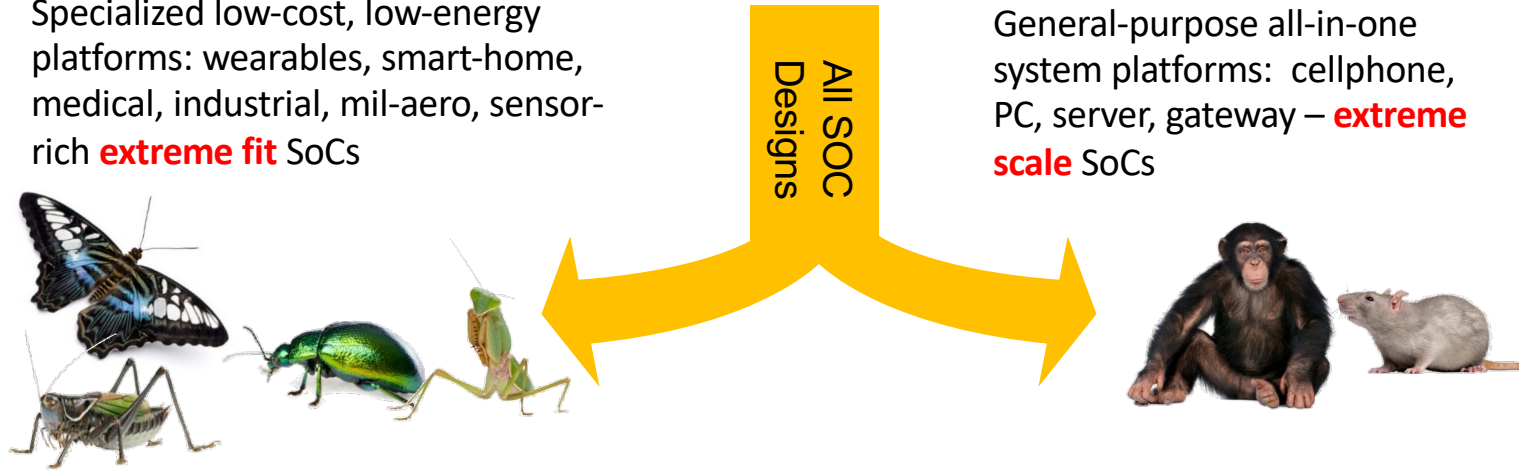 Specialized low-cost, low-energy
platforms: wearables, smart-home,
medical, industrial, mil-aero, sensor-
rich extreme fit SoCs
All SOC
Designs
General-purpose all-in-one
system platforms: cellphone,
PC, server, gateway – extreme
scale SoCs